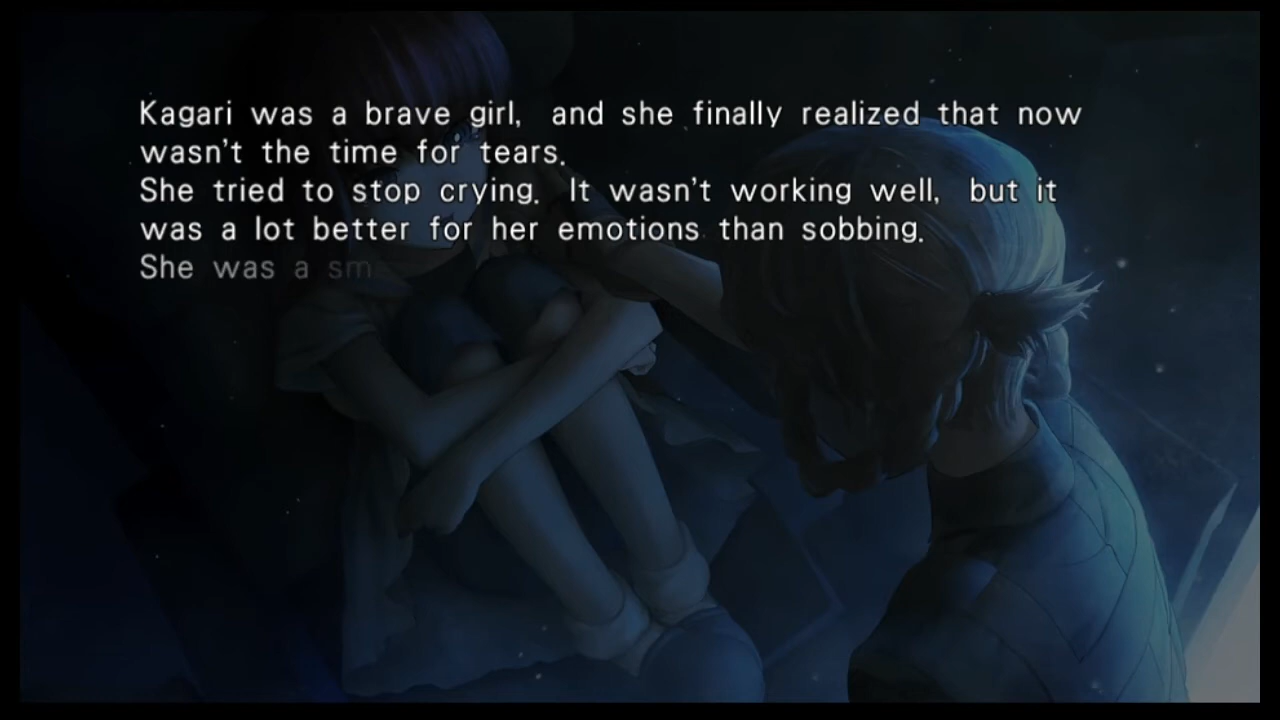 Kagari was a brave girl, and she finally realized that now
wasn't the time for tears.
She tried to stop crying. It wasn't working well, but it
was a lot better for her emotions than sobbing.
She was a sm